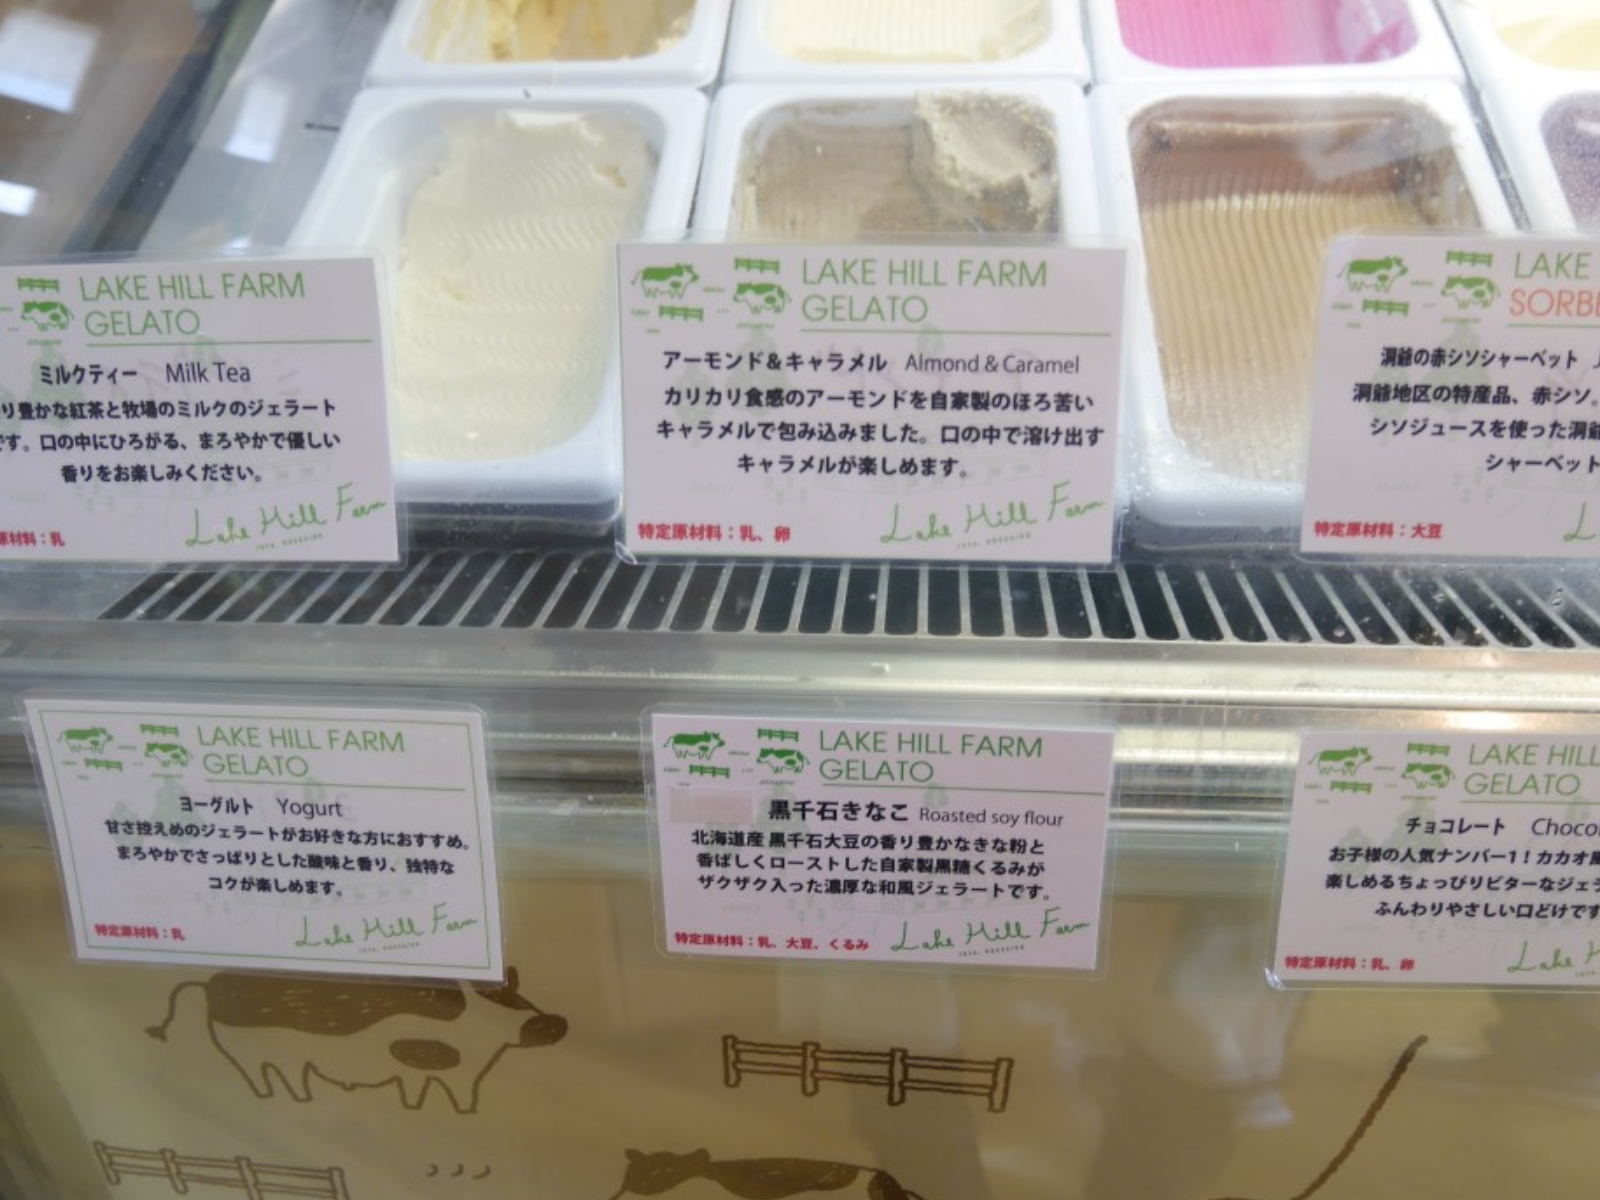 LAKE HILL FARM
GELATO
ミルクティー Milk Tea
り豊かな紅茶と牧場のミルクのジェラート
です。口の中にひろがる、まろやかで優しい
香りをお楽しみください。
原材料：乳
Lake Hill Farm
LAKE HILL FARM
GELATO
アーモンド＆キャラメル Almond & Caramel
カリカリ食感のアーモンドを自家製のほろ苦い
キャラメルで包み込みました。口の中で溶け出す
キャラメルが楽しめます。
特定原材料：乳、卵
Lake Hill Farm
LAKE
SORBE
洞爺の赤シソシャーベット
洞爺地区の特産品、赤シソ。
シソジュースを使った洞爺
シャーベット
特定原材料：大豆
L
LAKE HILL FARM
GELATO
ヨーグルト Yogurt
甘さ控えめのジェラートがお好きな方におすすめ。
まろやかでさっぱりとした酸味と香り、独特な
コクが楽しめます。
特定原材料：乳
Lake Hill Farm
LAKE HILL FARM
GELATO
黒千石きなこ Roasted soy flour
北海道産 黒千石大豆の香り豊かなきな粉と
香ばしくローストした自家製黒糖くるみが
ザクザク入った濃厚な和風ジェラートです。
特定原材料：乳、大豆、くるみ
Lake Hill Farm
LAKE HILL
GELATO
チョコレート Choco
お子様の人気ナンバー1！カカオ風
楽しめるちょっぴりビターなジェラ
ふんわりやさしい口どけです
特定原材料：乳、卵
Lake H